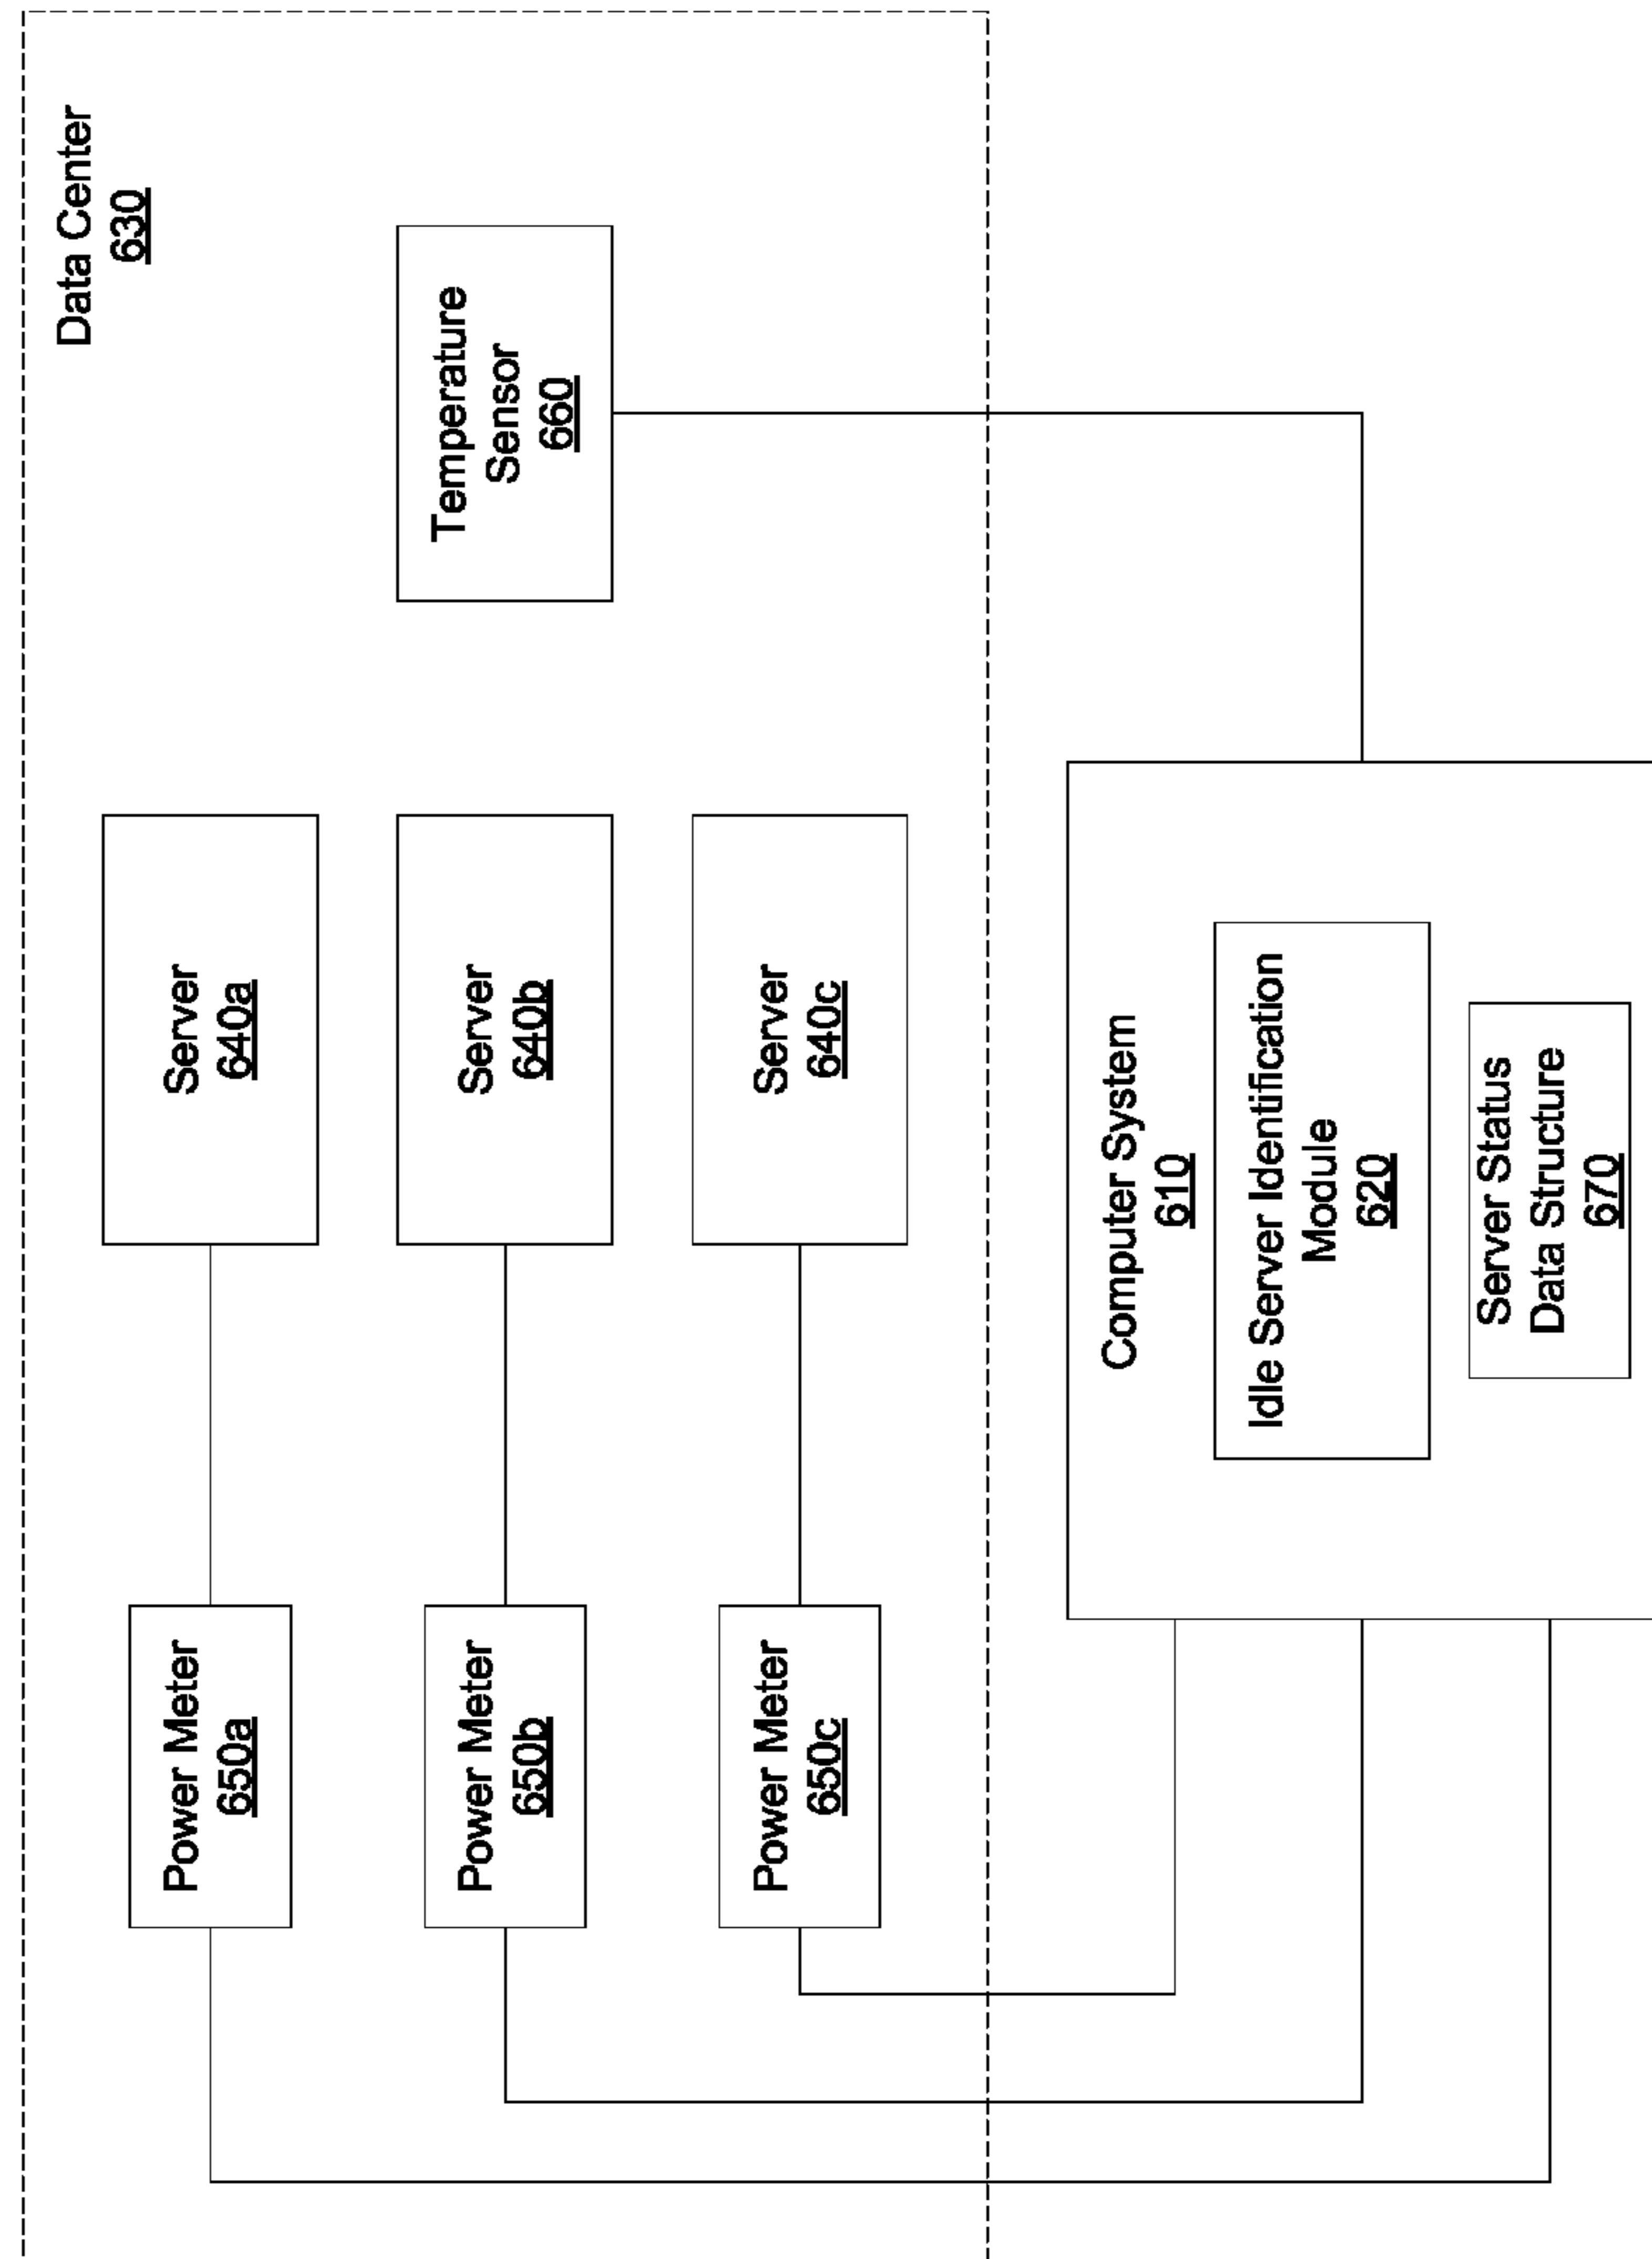 Data Center
630
Power Meter
650a
Server
640a
Power Meter
650b
Server
640b
Temperature
Sensor
660
Power Meter
650c
Server
640c
Computer System
610
Idle Server Identification
Module
620
Server Status
Data Structure
670